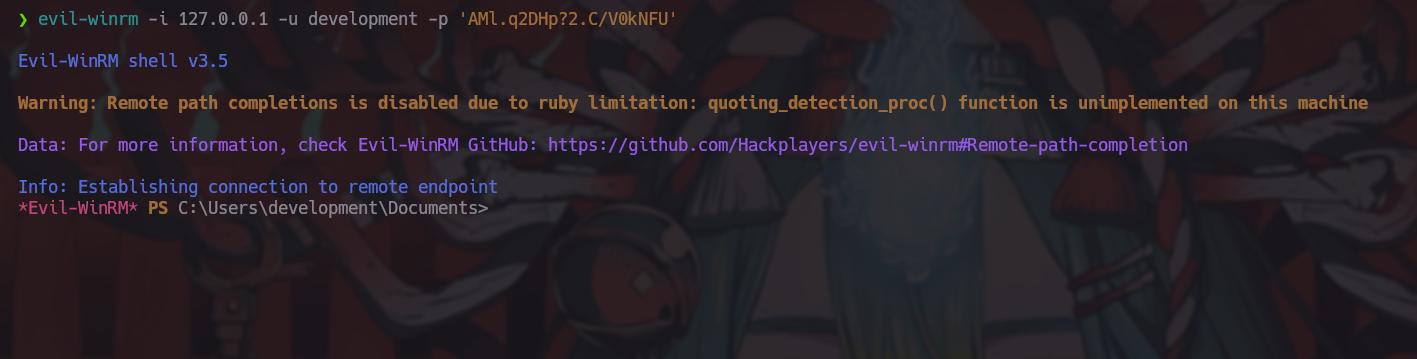 ❯ evil-winrm -i 127.0.0.1 -u development -p 'AMl.q2DHp?2.C/V0kNFU'
Evil-WinRM shell v3.5
Warning: Remote path completions is disabled due to ruby limitation: quoting_detection_proc() function is unimplemented on this machine
Data: For more information, check Evil-WinRM GitHub: https://github.com/Hackplayers/evil-winrm#Remote-path-completion
Info: Establishing connection to remote endpoint
*Evil-WinRM* PS C:\Users\development\Documents>